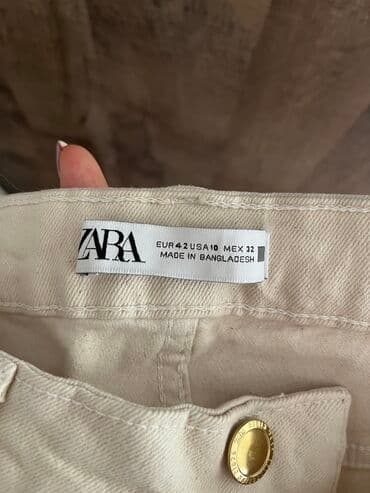 ZARA
EUR 42 USA 10 MEX 32
MADE IN BANGLADESH